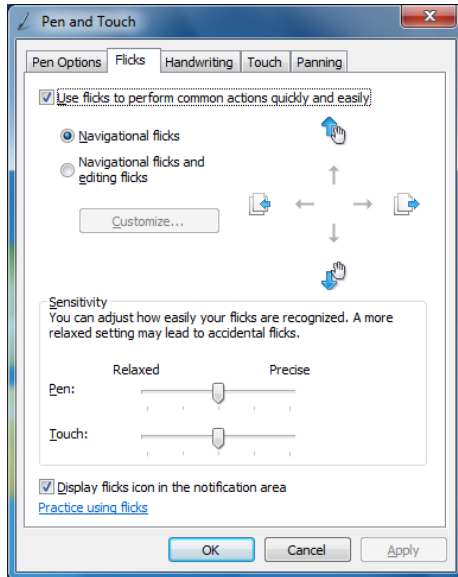 Pen and Touch
Pen Options Flicks Handwriting Touch Panning
Use flicks to perform common actions quickly and easily
Navigational flicks
Navigational flicks and
editing flicks
Customize...
Sensitivity
You can adjust how easily your flicks are recognized. A more
relaxed setting may lead to accidental flicks.
Relaxed Precise
Pen:
Touch:
Display flicks icon in the notification area
Practice using flicks
OK Cancel Apply